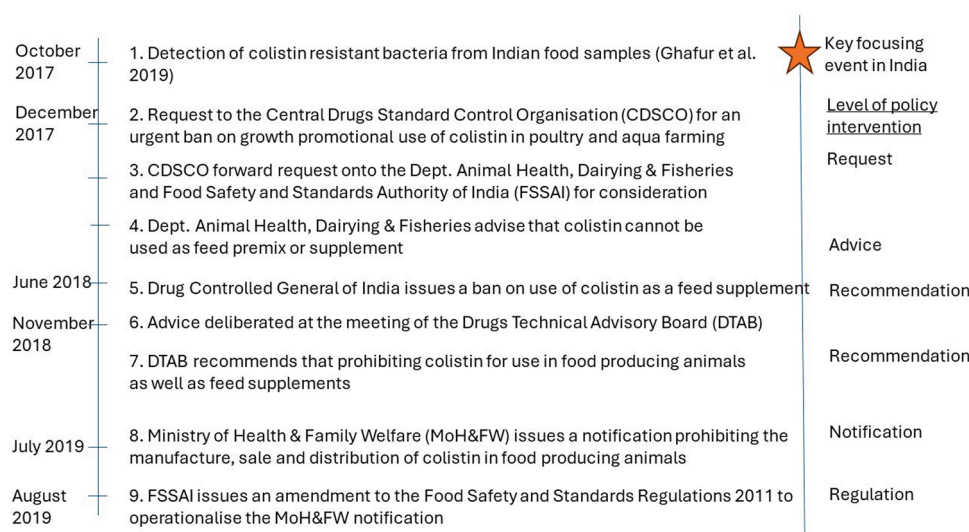 October
2017
1. Detection of colistin resistant bacteria from Indian food samples (Ghafur et al.
2019)
Key focusing
event in India
December
2017
2. Request to the Central Drugs Standard Control Organisation (CDSCO) for an
urgent ban on growth promotional use of colistin in poultry and aqua farming
Level of policy
intervention
Request
3. CDSCO forward request onto the Dept. Animal Health, Dairying & Fisheries
and Food Safety and Standards Authority of India (FSSAI) for consideration
4. Dept. Animal Health, Dairying & Fisheries advise that colistin cannot be
used as feed premix or supplement
Advice
June 2018
5. Drug Controlled General of India issues a ban on use of colistin as a feed supplement
Recommendation
November
2018
6. Advice deliberated at the meeting of the Drugs Technical Advisory Board (DTAB)
7. DTAB recommends that prohibiting colistin for use in food producing animals
as well as feed supplements
Recommendation
July 2019
8. Ministry of Health & Family Welfare (MoH&FW) issues a notification prohibiting the
manufacture, sale and distribution of colistin in food producing animals
Notification
August
2019
9. FSSAI issues an amendment to the Food Safety and Standards Regulations 2011 to
operationalise the MoH&FW notification
Regulation